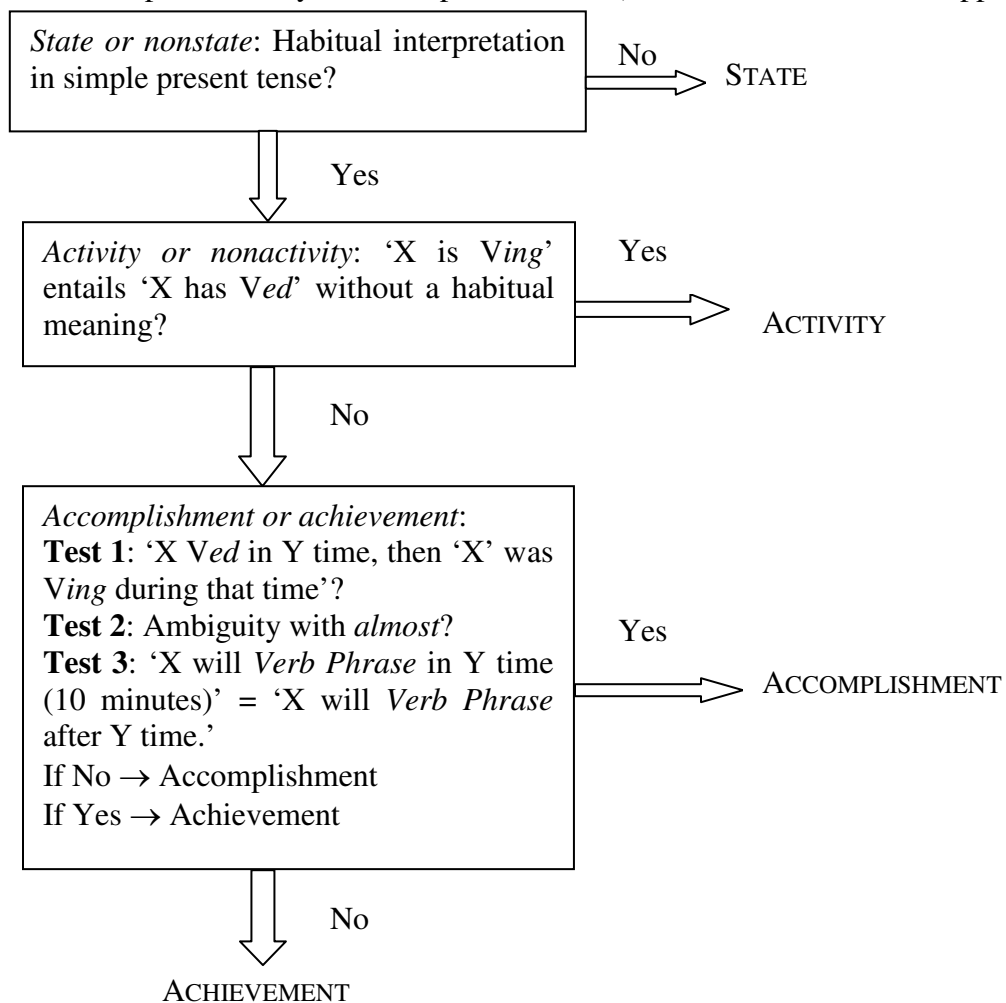 State or nonstate: Habitual interpretation
in simple present tense?
No
STATE
Yes
Activity or nonactivity: ‘X is Ving’
entails ‘X has Ved’ without a habitual
meaning?
Yes
ACTIVITY
No
Accomplishment or achievement:
Test 1: ‘X Ved in Y time, then ‘X’ was
Ving during that time’?
Test 2: Ambiguity with almost?
Test 3: ‘X will Verb Phrase in Y time
(10 minutes)’ = ‘X will Verb Phrase
after Y time.’
If No → Accomplishment
If Yes → Achievement
Yes
ACCOMPLISHMENT
No
ACHIEVEMENT